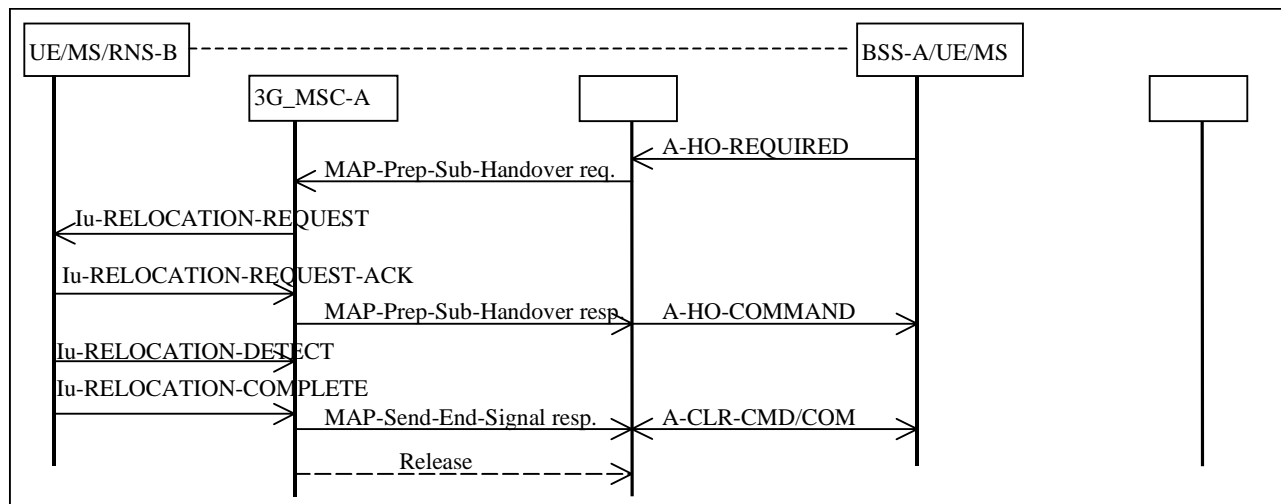 UE/MS/RNS-B
BSS-A/UE/MS
3G_MSC-A
A-HO-REQUIRED
MAP-Prep-Sub-Handover req.
Iu-RELOCATION-REQUEST
Iu-RELOCATION-REQUEST-ACK
MAP-Prep-Sub-Handover resp.
A-HO-COMMAND
Iu-RELOCATION-DETECT
Iu-RELOCATION-COMPLETE
MAP-Send-End-Signal resp.
A-CLR-CMD/COM
Release